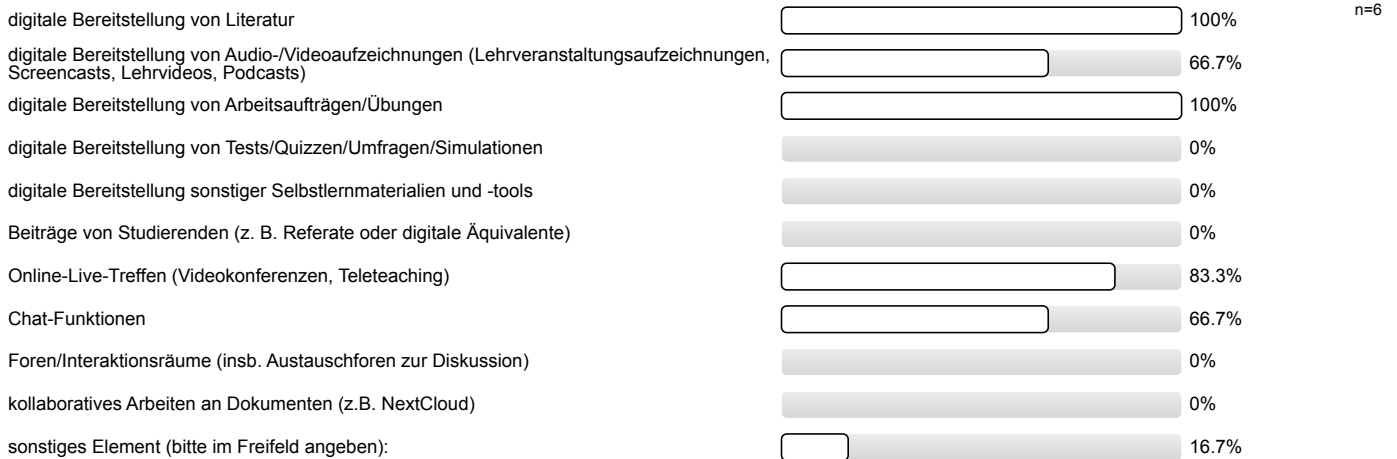 digitale Bereitstellung von Literatur 100% n=6
digitale Bereitstellung von Audio-/Videoaufzeichnungen (Lehrveranstaltungsaufzeichnungen,
Screencasts, Lehrvideos, Podcasts) 66.7%
digitale Bereitstellung von Arbeitsaufträgen/Übungen 100%
digitale Bereitstellung von Tests/Quizzen/Umfragen/Simulationen 0%
digitale Bereitstellung sonstiger Selbstlernmaterialien und -tools 0%
Beiträge von Studierenden (z. B. Referate oder digitale Äquivalente) 0%
Online-Live-Treffen (Videokonferenzen, Teleteaching) 83.3%
Chat-Funktionen 66.7%
Foren/Interaktionsräume (insb. Austauschforen zur Diskussion) 0%
kollaboratives Arbeiten an Dokumenten (z.B. NextCloud) 0%
sonstiges Element (bitte im Freifeld angeben): 16.7%